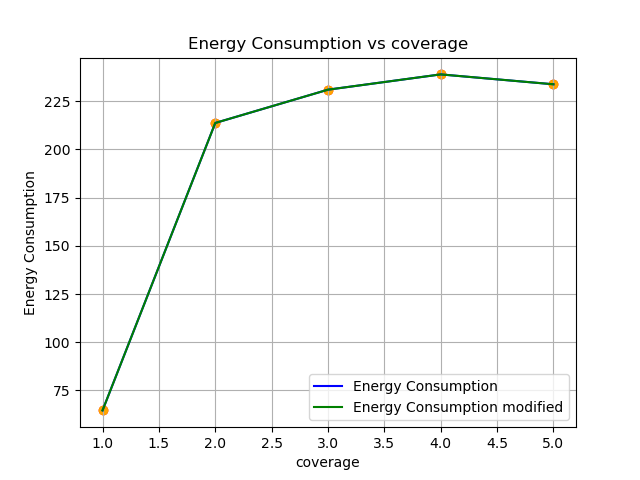 Energy Consumption vs coverage
Energy Consumption
225
200
175
150
125
100
75
1.0 1.5 2.0 2.5 3.0 3.5 4.0 4.5 5.0
coverage
Energy Consumption
Energy Consumption modified